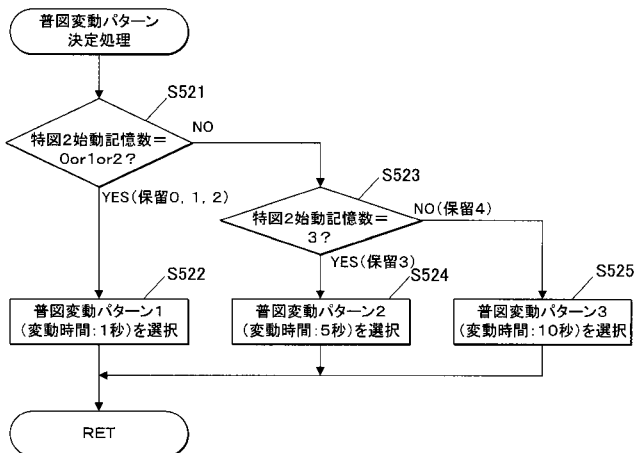 普図変動パターン
決定処理
S521
特図2始動記憶数＝
0or1or2？
NO
YES(保留0, 1, 2)
S523
特図2始動記憶数＝
3？
NO(保留4)
YES(保留3)
S522
普図変動パターン1
(変動時間:1秒)を選択
S524
普図変動パターン2
(変動時間:5秒)を選択
S525
普図変動パターン3
(変動時間:10秒)を選択
RET